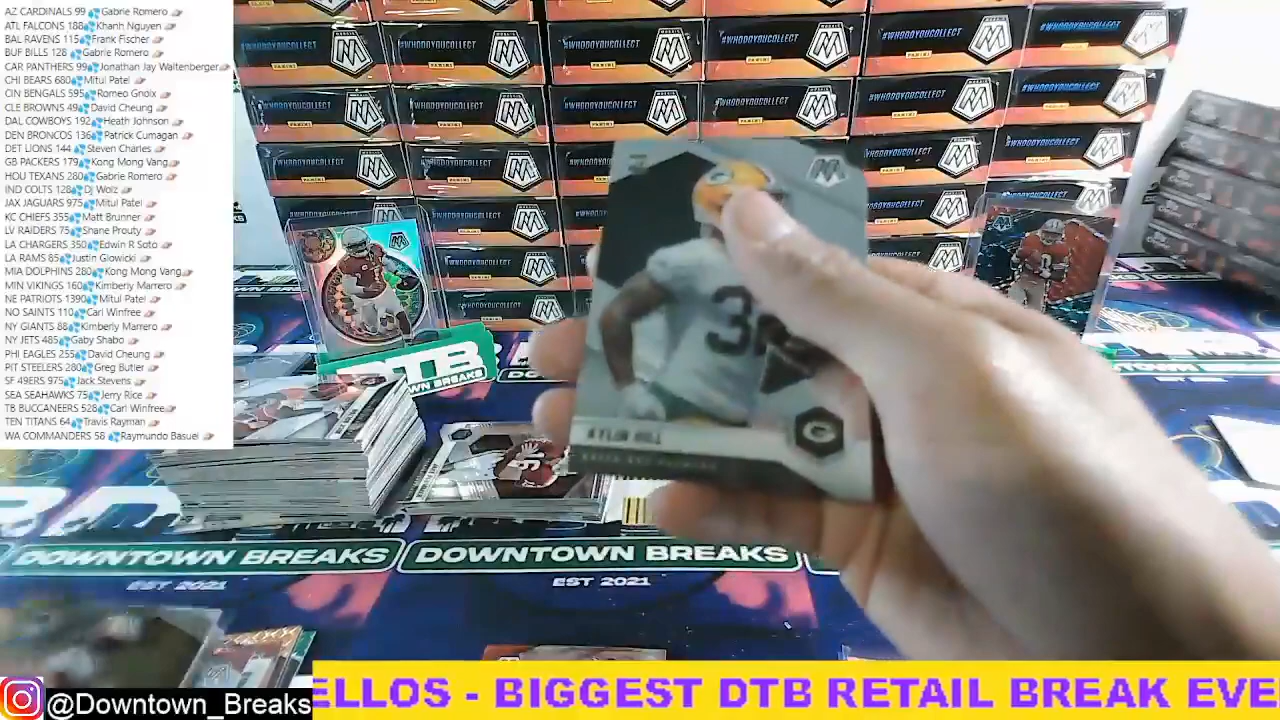 AZ CARDINALS 99💦Gabrie Romero
ATL FALCONS 188💦Khanh Nguyen
BAL RAVENS 115💦Frank Fischer
BUF BILLS 128 💦Gabrie Romero
CAR PANTHERS 99💦Jonathan Jay Waltenberger
CHI BEARS 680💦Mitul Patel
CIN BENGALS 595💦Romeo Gnoix
CLE BROWNS 49💦David Cheung
DAL COWBOYS 192💦Heath Johnson
DEN BRONCOS 136💦Patrick Cumagan
DET LIONS 144 💦Steven Charles
GB PACKERS 179💦Kong Mong Vang
HOU TEXANS 280💦Gabrie Romero
IND COLTS 128💦DJ Wolz
JAX JAGUARS 975💦Mitul Patel
KC CHIEFS 355💦Matt Brunner
LV RAIDERS 75💦Shane Prouty
LA CHARGERS 350💦Edwin R Soto
LA RAMS 85💦Justin Glowicki
MIA DOLPHINS 280💦Kong Mong Vang
MIN VIKINGS 160💦Kimberly Marrero
NE PATRIOTS 1390💦Mitul Patel
NO SAINTS 110💦Carl Winfree
NY GIANTS 88💦Kimberly Marrero
NY JETS 485💦Gaby Shabo
PHI EAGLES 255💦David Cheung
PIT STEELERS 280💦Greg Butler
SF 49ERS 975💦Jack Stevens
SEA SEAHAWKS 75💦Jerry Rice
TB BUCCANEERS 528💦Carl Winfree
TEN TITANS 64💦Travis Rayman
WA COMMANDERS 58 💦Raymundo Basuel
#WHODOYOUCOLLECT
PANINI
MOSAIC
DTB
DOWNTOWN BREAKS
DOWNTOWN BREAKS
EST 2021
DOWNTOWN BREAKS
EST 2021
@Downtown_Breaks
ELLOS - BIGGEST DTB RETAIL BREAK EVE